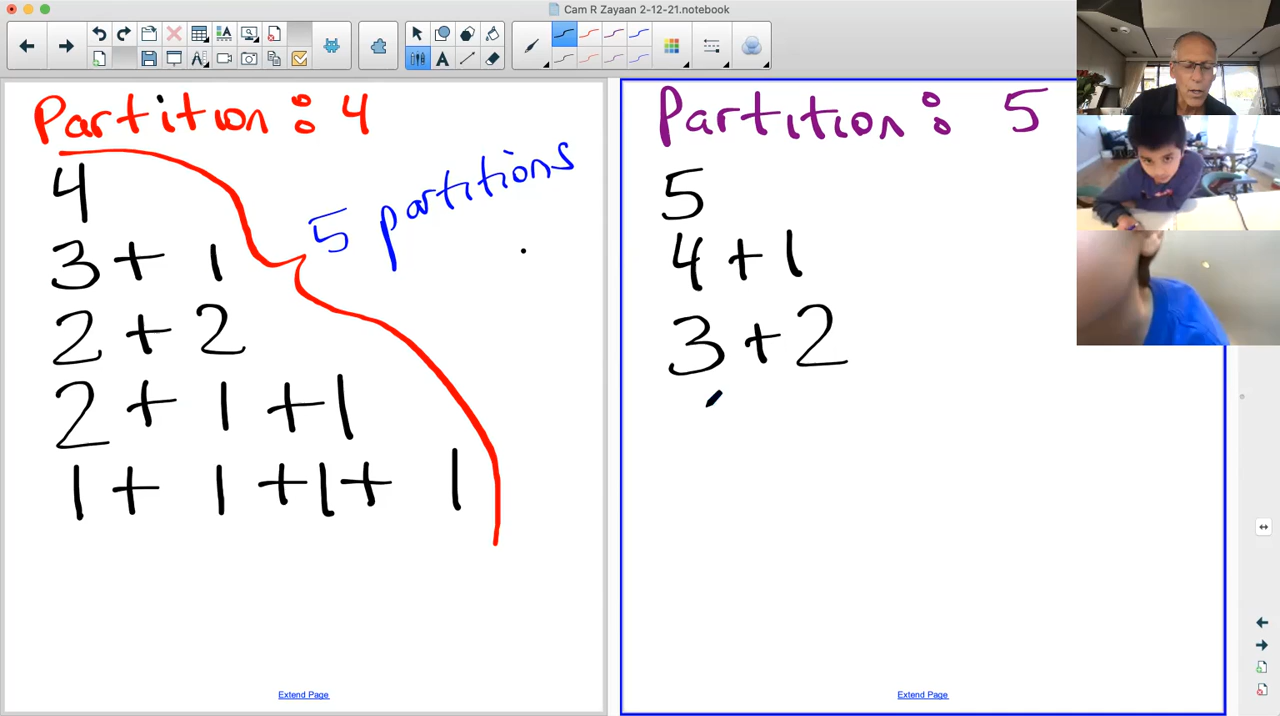 Cam R Zayaan 2-12-21.notebook
Partition : 4
4
3 + 1
2 + 2
2 + 1 + 1
1 + 1 + 1 + 1
5 partitions
Extend Page
Partition : 5
5
4 + 1
3 + 2
Extend Page